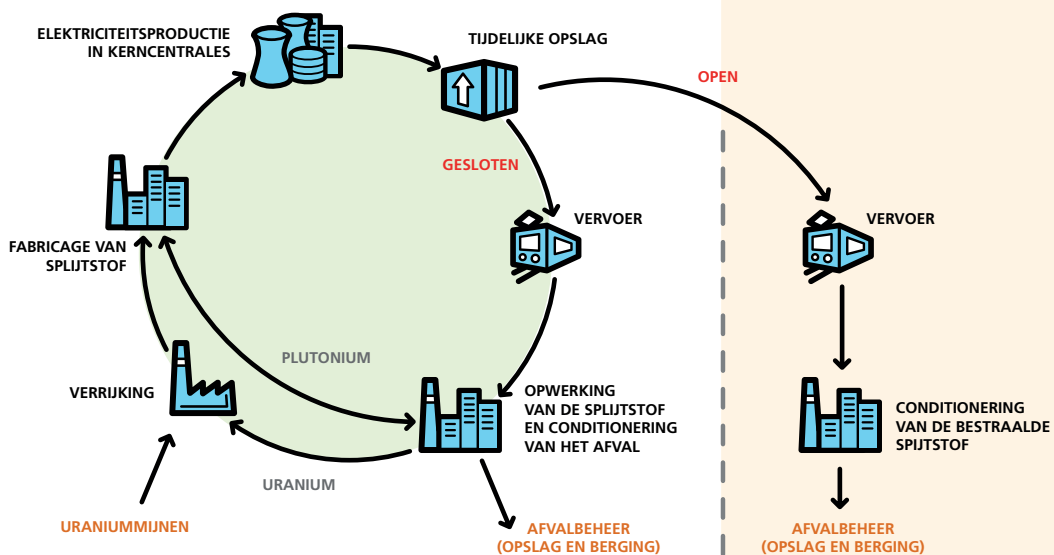 ELEKTRICITEITSPRODUCTIE
IN KERNCENTRALES
TIJDELIJKE OPSLAG
OPEN
GESLOTEN
VERVOER
VERVOER
FABRICAGE VAN
SPLIJTSTOF
PLUTONIUM
VERRIJKING
OPWERKING
VAN DE SPLIJTSTOF
EN CONDITIONERING
VAN HET AFVAL
CONDITIONERING
VAN DE BESTRAALDE
SPIJTSTOF
URANIUM
URANIUMMIJNEN
AFVALBEHEER
(OPSLAG EN BERGING)
AFVALBEHEER
(OPSLAG EN BERGING)